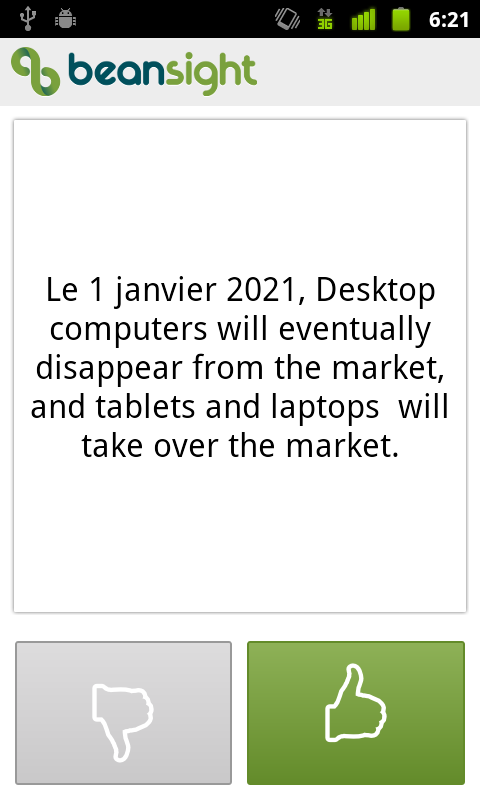 3G 6:21
beansight
Le 1 janvier 2021, Desktop
computers will eventually
disappear from the market,
and tablets and laptops  will
take over the market.